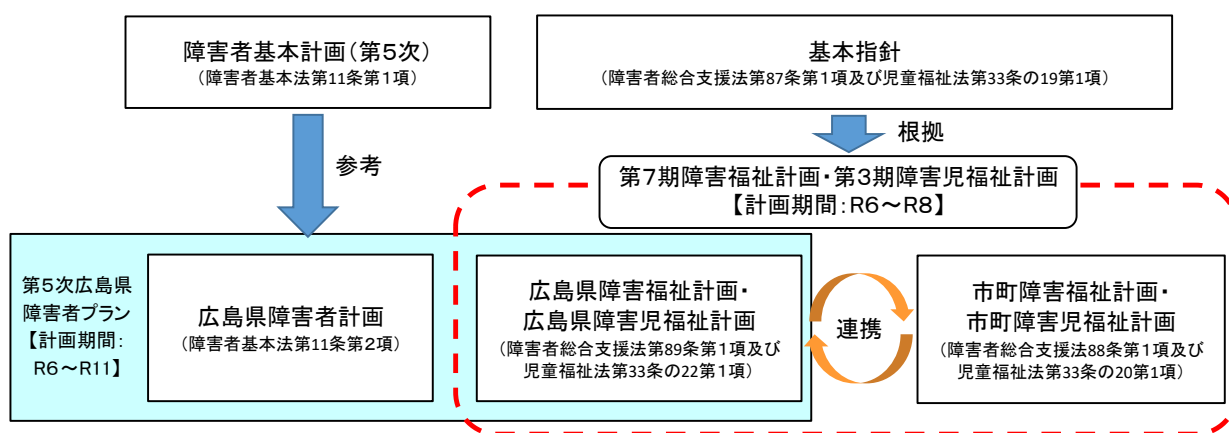 障害者基本計画(第5次)
(障害者基本法第11条第1項)
基本指針
(障害者総合支援法第87条第1項及び児童福祉法第33条の19第1項)
参考
根拠
第7期障害福祉計画・第3期障害児福祉計画
【計画期間:R6~R8】
第5次広島県
障害者プラン
【計画期間:
R6~R11】
広島県障害者計画
(障害者基本法第11条第2項)
広島県障害福祉計画・
広島県障害児福祉計画
(障害者総合支援法第89条第1項及び
児童福祉法第33条の22第1項)
連携
市町障害福祉計画・
市町障害児福祉計画
(障害者総合支援法88条第1項及び
児童福祉法第33条の20第1項)